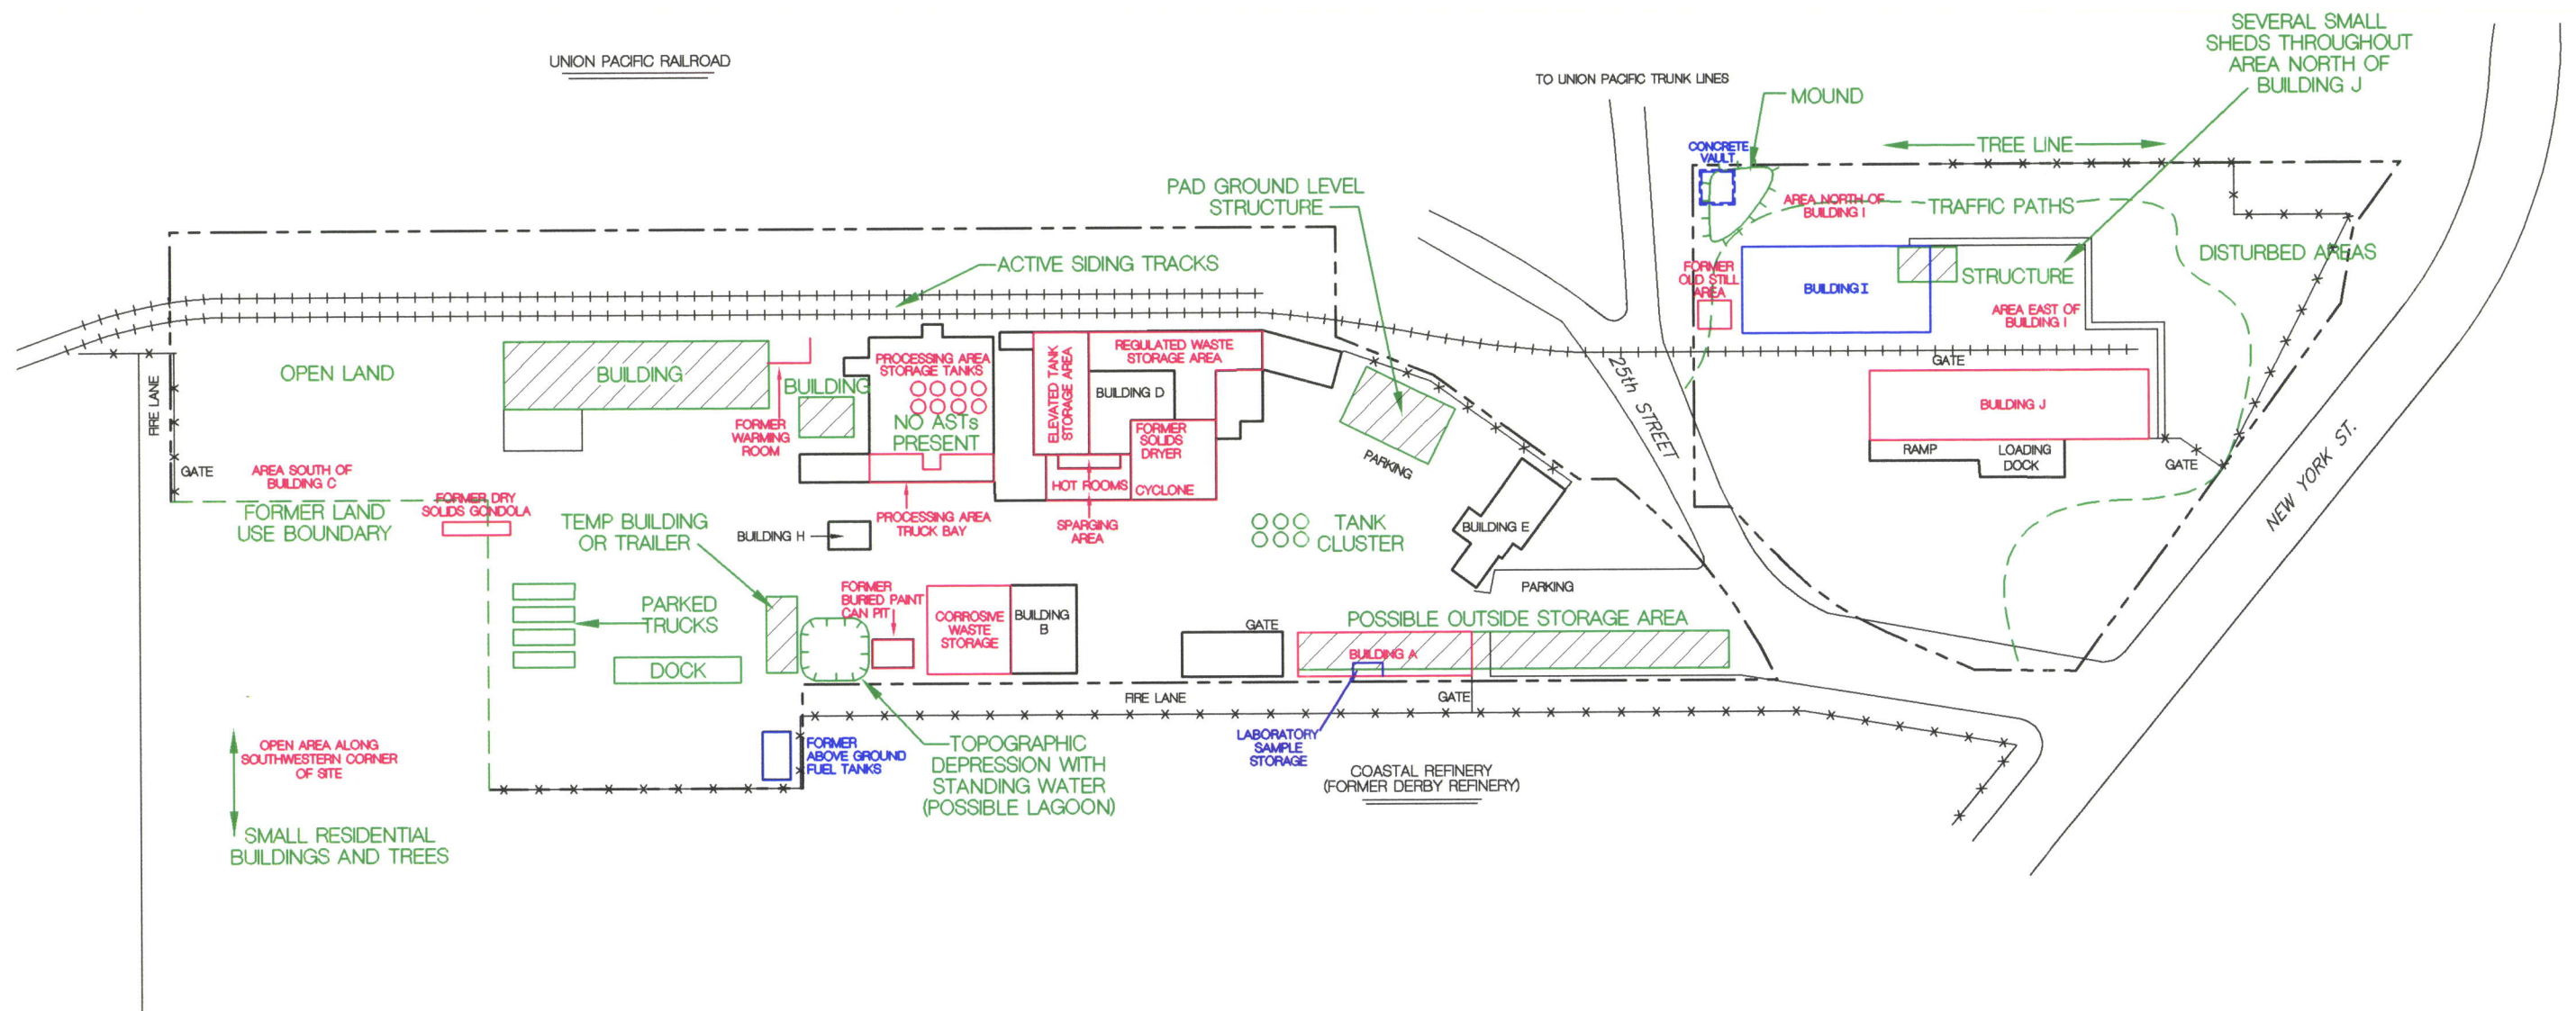 SEVERAL SMALL
SHEDS THROUGHOUT
AREA NORTH OF
BUILDING J
UNION PACIFIC RAILROAD
TO UNION PACIFIC TRUNK LINES
MOUND
CONCRETE
VAULT
TREE LINE
PAD GROUND LEVEL
STRUCTURE
AREA NORTH OF
BUILDING I
TRAFFIC PATHS
DISTURBED AREAS
ACTIVE SIDING TRACKS
FORMER
OLD STILL
AREA
BUILDING I
STRUCTURE
AREA EAST OF
BUILDING I
GATE
OPEN LAND
FIRE LANE
BUILDING
BUILDING
PROCESSING AREA
STORAGE TANKS
NO ASTs
PRESENT
ELEVATED TANK
STORAGE AREA
REGULATED WASTE
STORAGE AREA
BUILDING D
FORMER
SOLIDS
DRYER
HOT ROOMS
CYCLONE
FORMER
WARMING
ROOM
PARKING
25th STREET
BUILDING J
RAMP
LOADING
DOCK
GATE
NEW YORK ST.
GATE
AREA SOUTH OF
BUILDING C
FORMER LAND
USE BOUNDARY
FORMER DRY
SOLIDS GONDOLA
TEMP BUILDING
OR TRAILER
BUILDING H
PROCESSING AREA
TRUCK BAY
SPARGING
AREA
TANK
CLUSTER
BUILDING E
PARKING
PARKED
TRUCKS
DOCK
FORMER
BURIED PAINT
CAN PIT
CORROSIVE
WASTE
STORAGE
BUILDING
B
GATE
POSSIBLE OUTSIDE STORAGE AREA
BUILDING A
FIRE LANE
GATE
OPEN AREA ALONG
SOUTHWESTERN CORNER
OF SITE
FORMER
ABOVE GROUND
FUEL TANKS
TOPOGRAPHIC
DEPRESSION WITH
STANDING WATER
(POSSIBLE LAGOON)
LABORATORY
SAMPLE
STORAGE
COASTAL REFINERY
(FORMER DERBY REFINERY)
SMALL RESIDENTIAL
BUILDINGS AND TREES